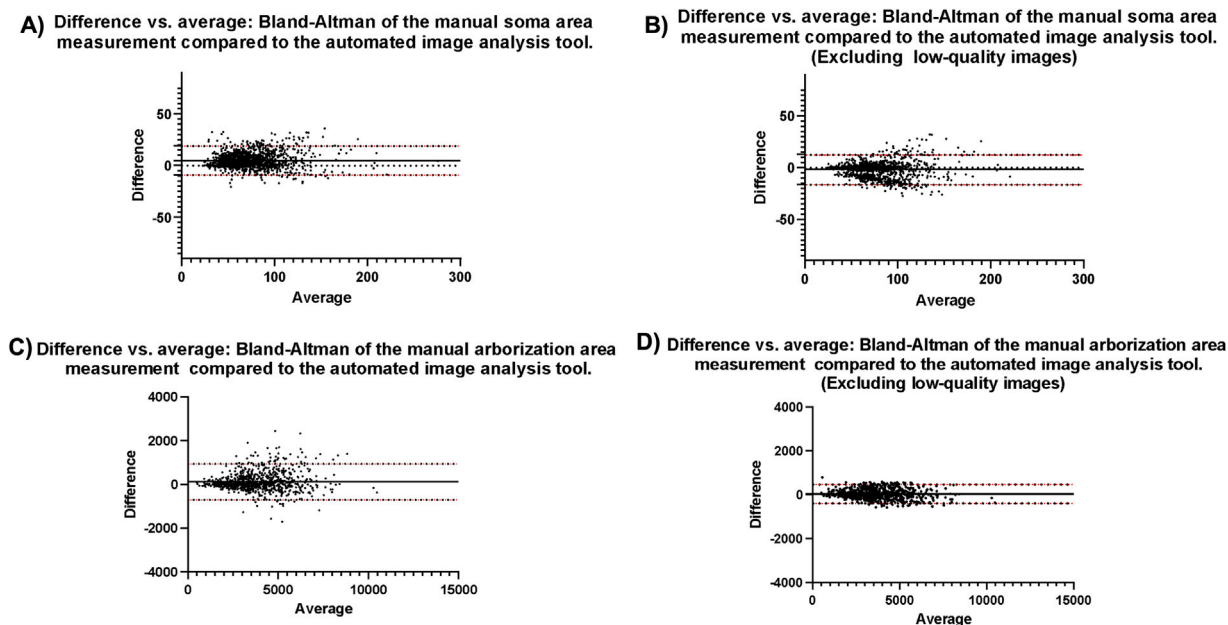 A) Difference vs. average: Bland-Altman of the manual soma area
measurement compared to the automated image analysis tool.
50
0
-50
Difference
0
100
200
300
Average
B) Difference vs. average: Bland-Altman of the manual soma area
measurement compared to the automated image analysis tool.
(Excluding low-quality images)
50
0
-50
Difference
0
100
200
300
Average
C) Difference vs. average: Bland-Altman of the manual arborization area
measurement compared to the automated image analysis tool.
4000
2000
0
-2000
-4000
Difference
0
5000
10000
15000
Average
D) Difference vs. average: Bland-Altman of the manual arborization area
measurement compared to the automated image analysis tool.
(Excluding low-quality images)
4000
2000
0
-2000
-4000
Difference
0
5000
10000
15000
Average